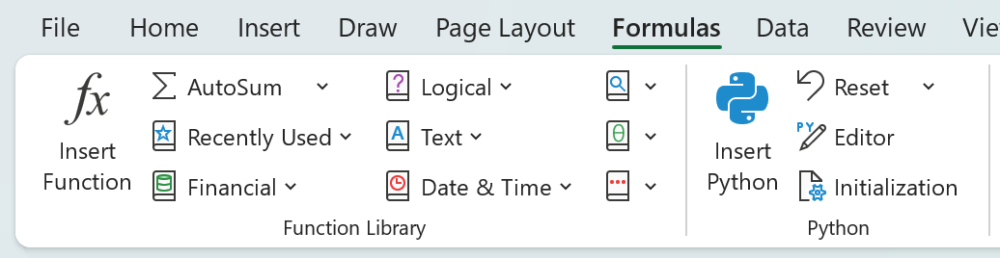 File Home Insert Draw Page Layout Formulas Data Review Vie
fx
Insert
Function
AutoSum
Recently Used
Financial
Logical
Text
Date & Time
Function Library
Insert
Python
Reset
Editor
Initialization
Python